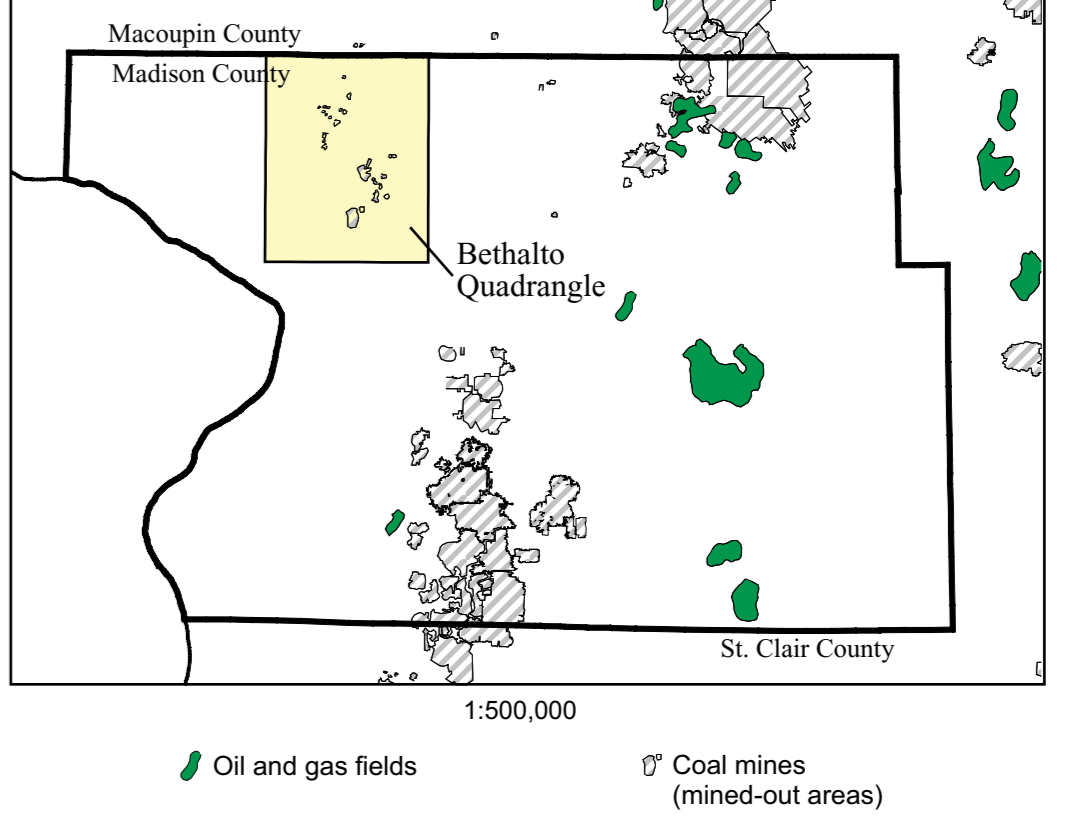 Macoupin County
Madison County
Bethalto
Quadrangle
St. Clair County
1:500,000
Oil and gas fields
Coal mines
(mined-out areas)